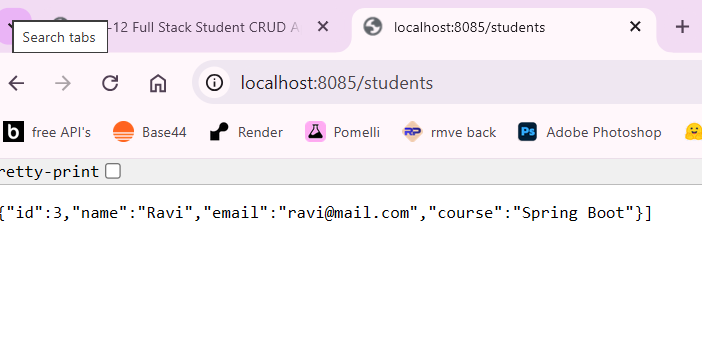 -12 Full Stack Student CRUD A
localhost:8085/students
Search tabs
localhost:8085/students
free API's
Base44
Render
Pomelli
rmve back
Adobe Photoshop
retty-print
{"id":3,"name":"Ravi","email":"ravi@mail.com","course":"Spring Boot"}]